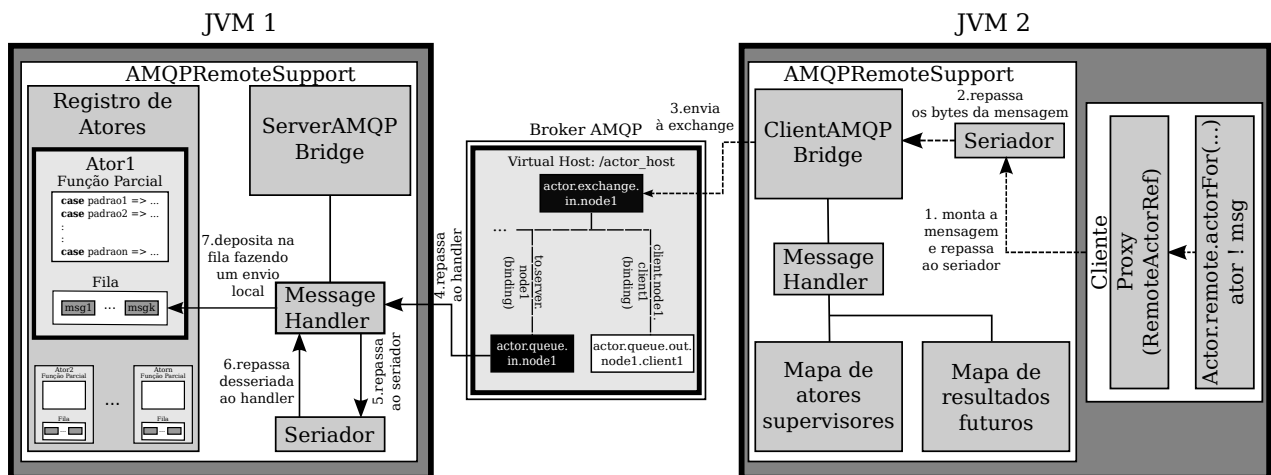 JVM 1
AMQPRemoteSupport
Registro de
Atores
Ator1
Função Parcial
case padrao1 => ...
case padrao2 => ...
:
:
case padraon => ...
Fila
msg1 ... msgk
Ator2
Função Parcial
Fila
...
...
Atorn
Função Parcial
Fila
...
ServerAMQP
Bridge
7.deposita na
fila fazendo
um envio
local
Message
Handler
6.repassa
desseriada
ao handler
5.repassa
ao seriador
Seriador
4.repassa
ao handler
Broker AMQP
Virtual Host: /actor_host
actor.exchange.
in.node1
...
to.server.
node1
(binding)
client.node1.
client1
(binding)
actor.queue.
in.node1
actor.queue.out.
node1.client1
3.envia
à exchange
JVM 2
AMQPRemoteSupport
ClientAMQP
Bridge
2.repassa
os bytes da mensagem
Seriador
1. monta a
mensagem
e repassa
ao seriador
Message
Handler
Mapa de
atores
supervisores
Mapa de
resultados
futuros
Cliente
Proxy
(RemoteActorRef)
Actor.remote.actorFor(...)
ator ! msg